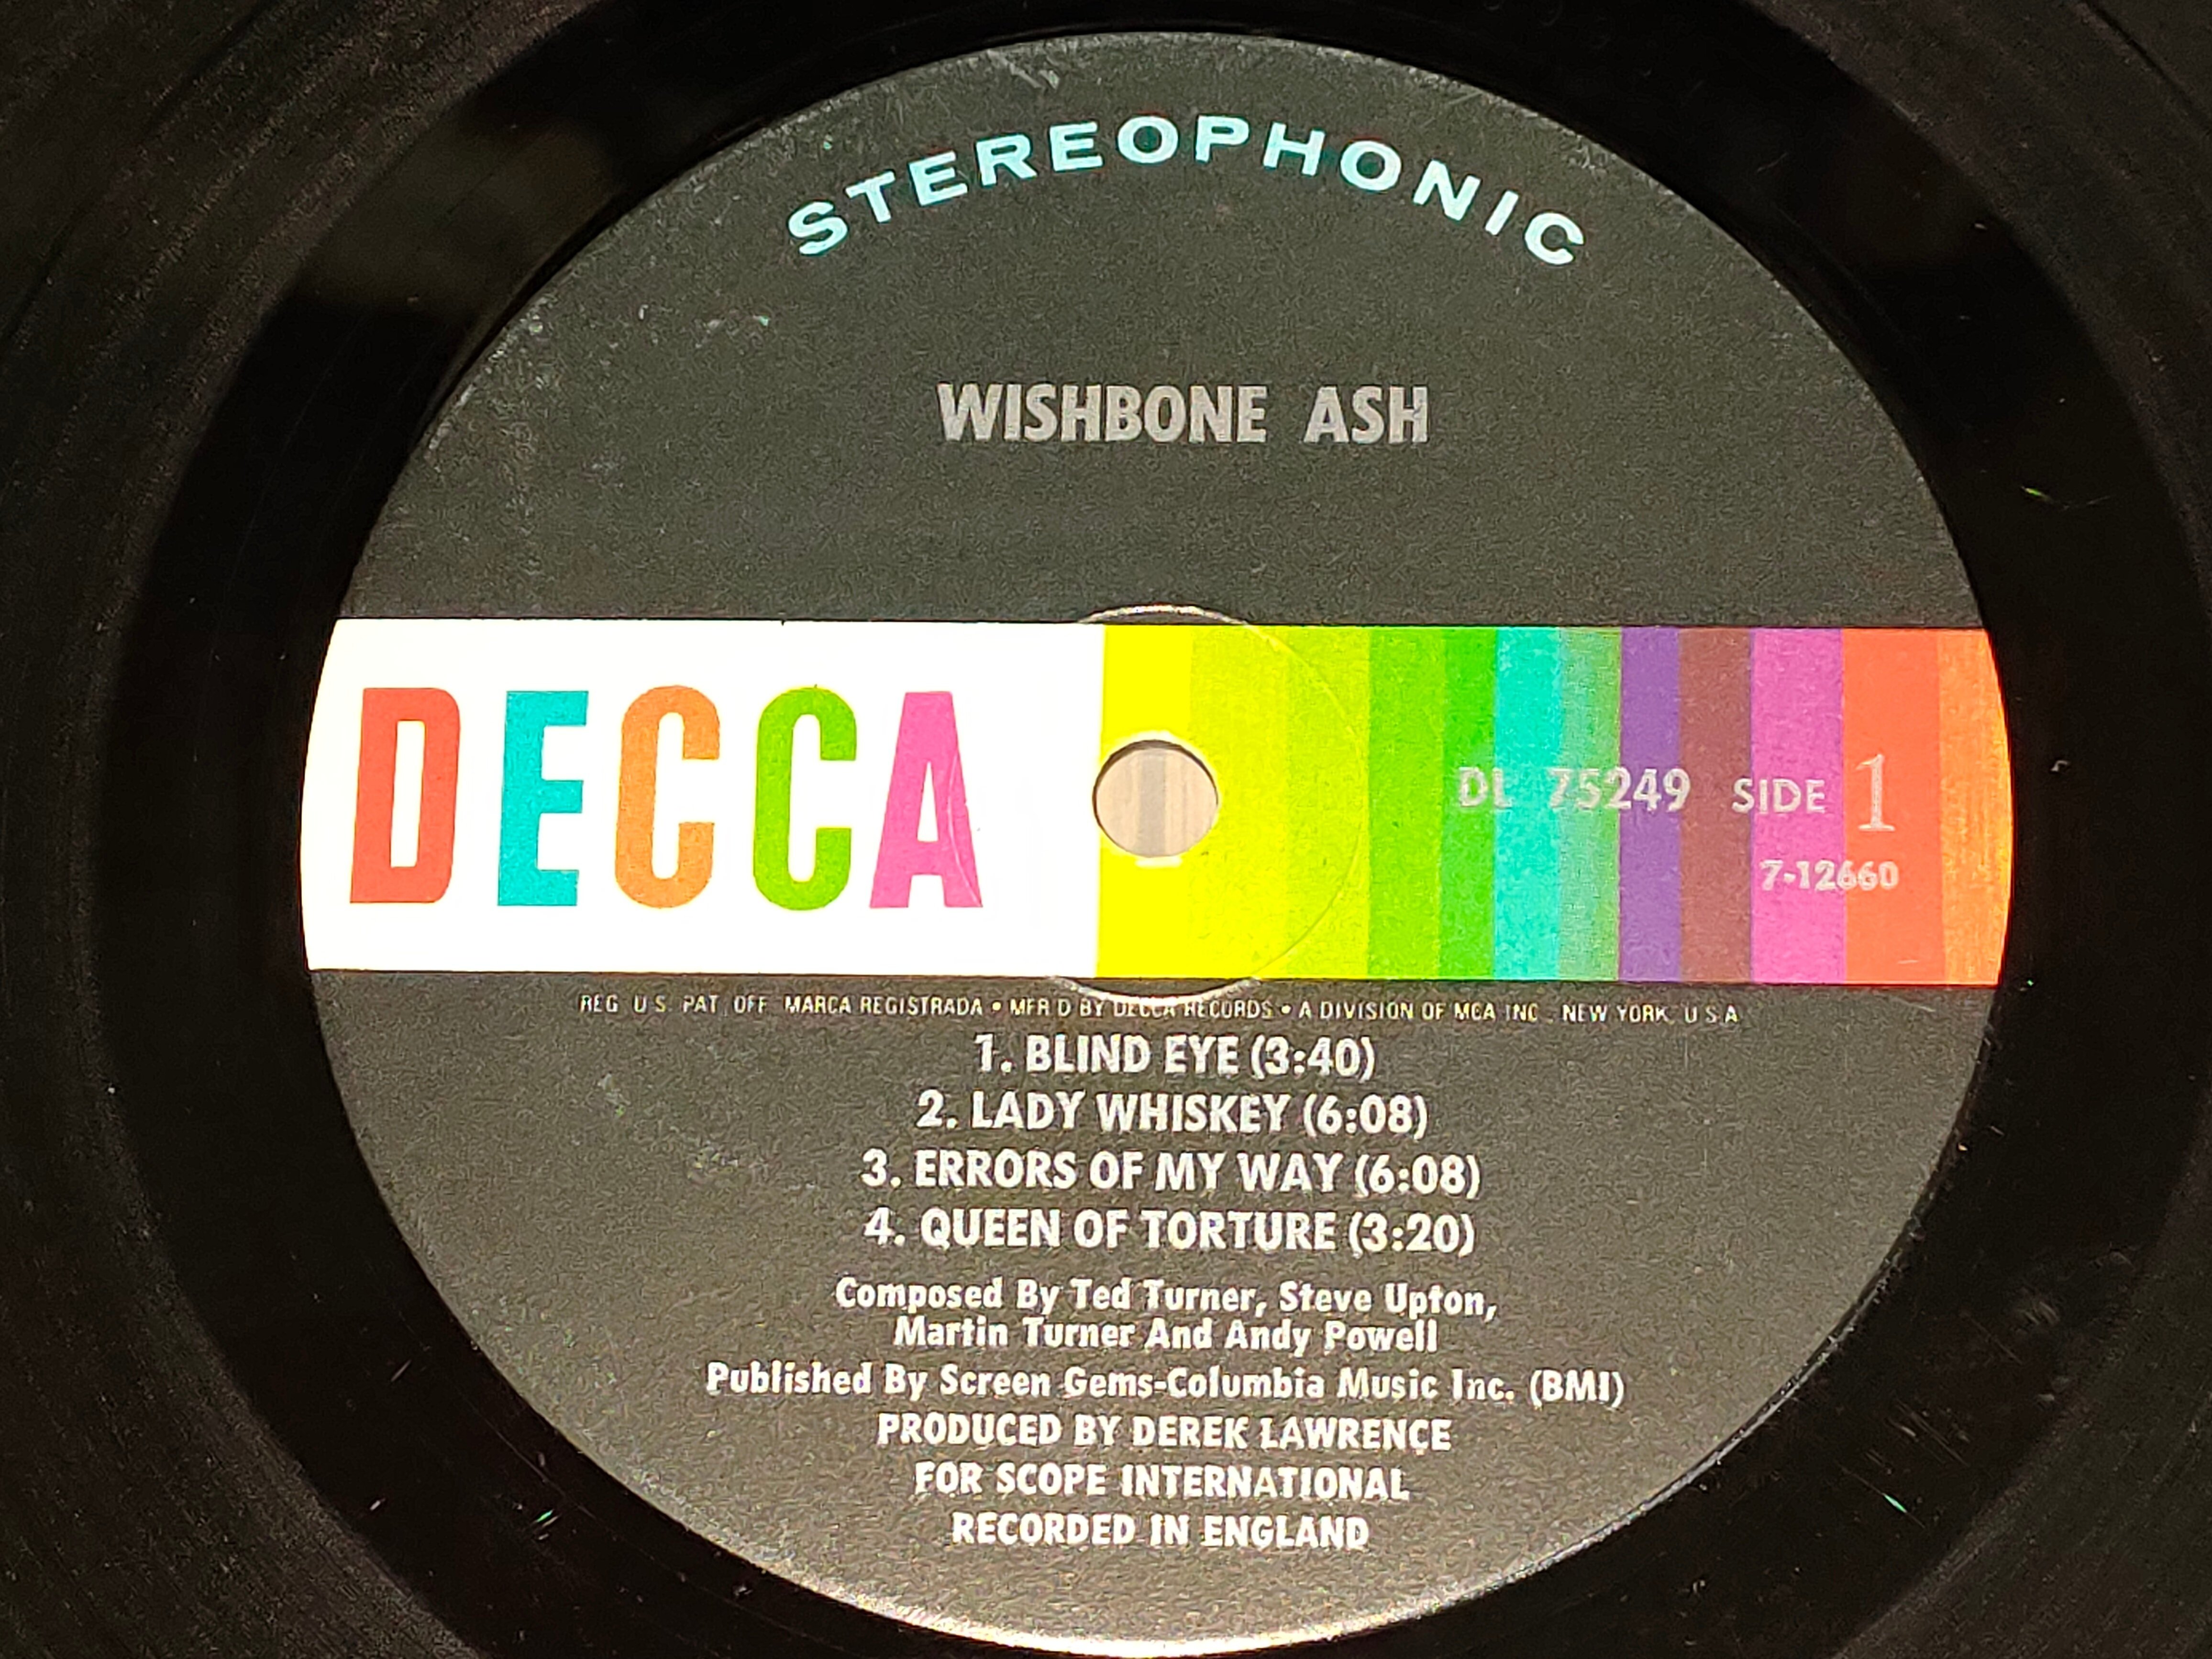 STEREOPHONIC
WISHBONE ASH
DECCA
DL 75249 SIDE 1
7-12660
REG. U.S. PAT. OFF. MARCA REGISTRADA • MFR'D BY DECCA RECORDS • A DIVISION OF MCA INC., NEW YORK, U.S.A.
1. BLIND EYE (3:40)
2. LADY WHISKEY (6:08)
3. ERRORS OF MY WAY (6:08)
4. QUEEN OF TORTURE (3:20)
Composed By Ted Turner, Steve Upton,
Martin Turner And Andy Powell
Published By Screen Gems-Columbia Music Inc. (BMI)
PRODUCED BY DEREK LAWRENCE
FOR SCOPE INTERNATIONAL
RECORDED IN ENGLAND